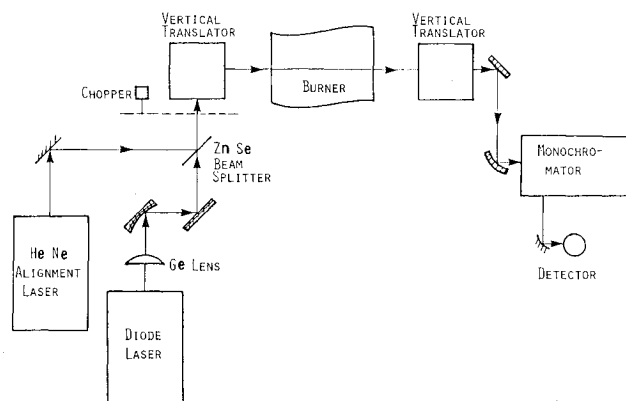 VERTICAL
TRANSLATOR
VERTICAL
TRANSLATOR
CHOPPER
BURNER
Zn Se
BEAM
SPLITTER
MONOCHRO-
MATOR
He Ne
ALIGNMENT
LASER
Ge LENS
DETECTOR
DIODE
LASER